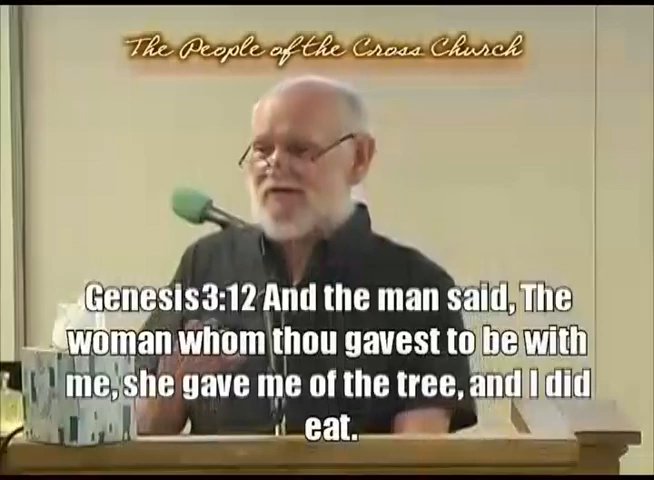 The People of the Cross Church
Genesis3:12 And the man said, The
woman whom thou gavest to be with
me, she gave me of the tree, and I did
eat.